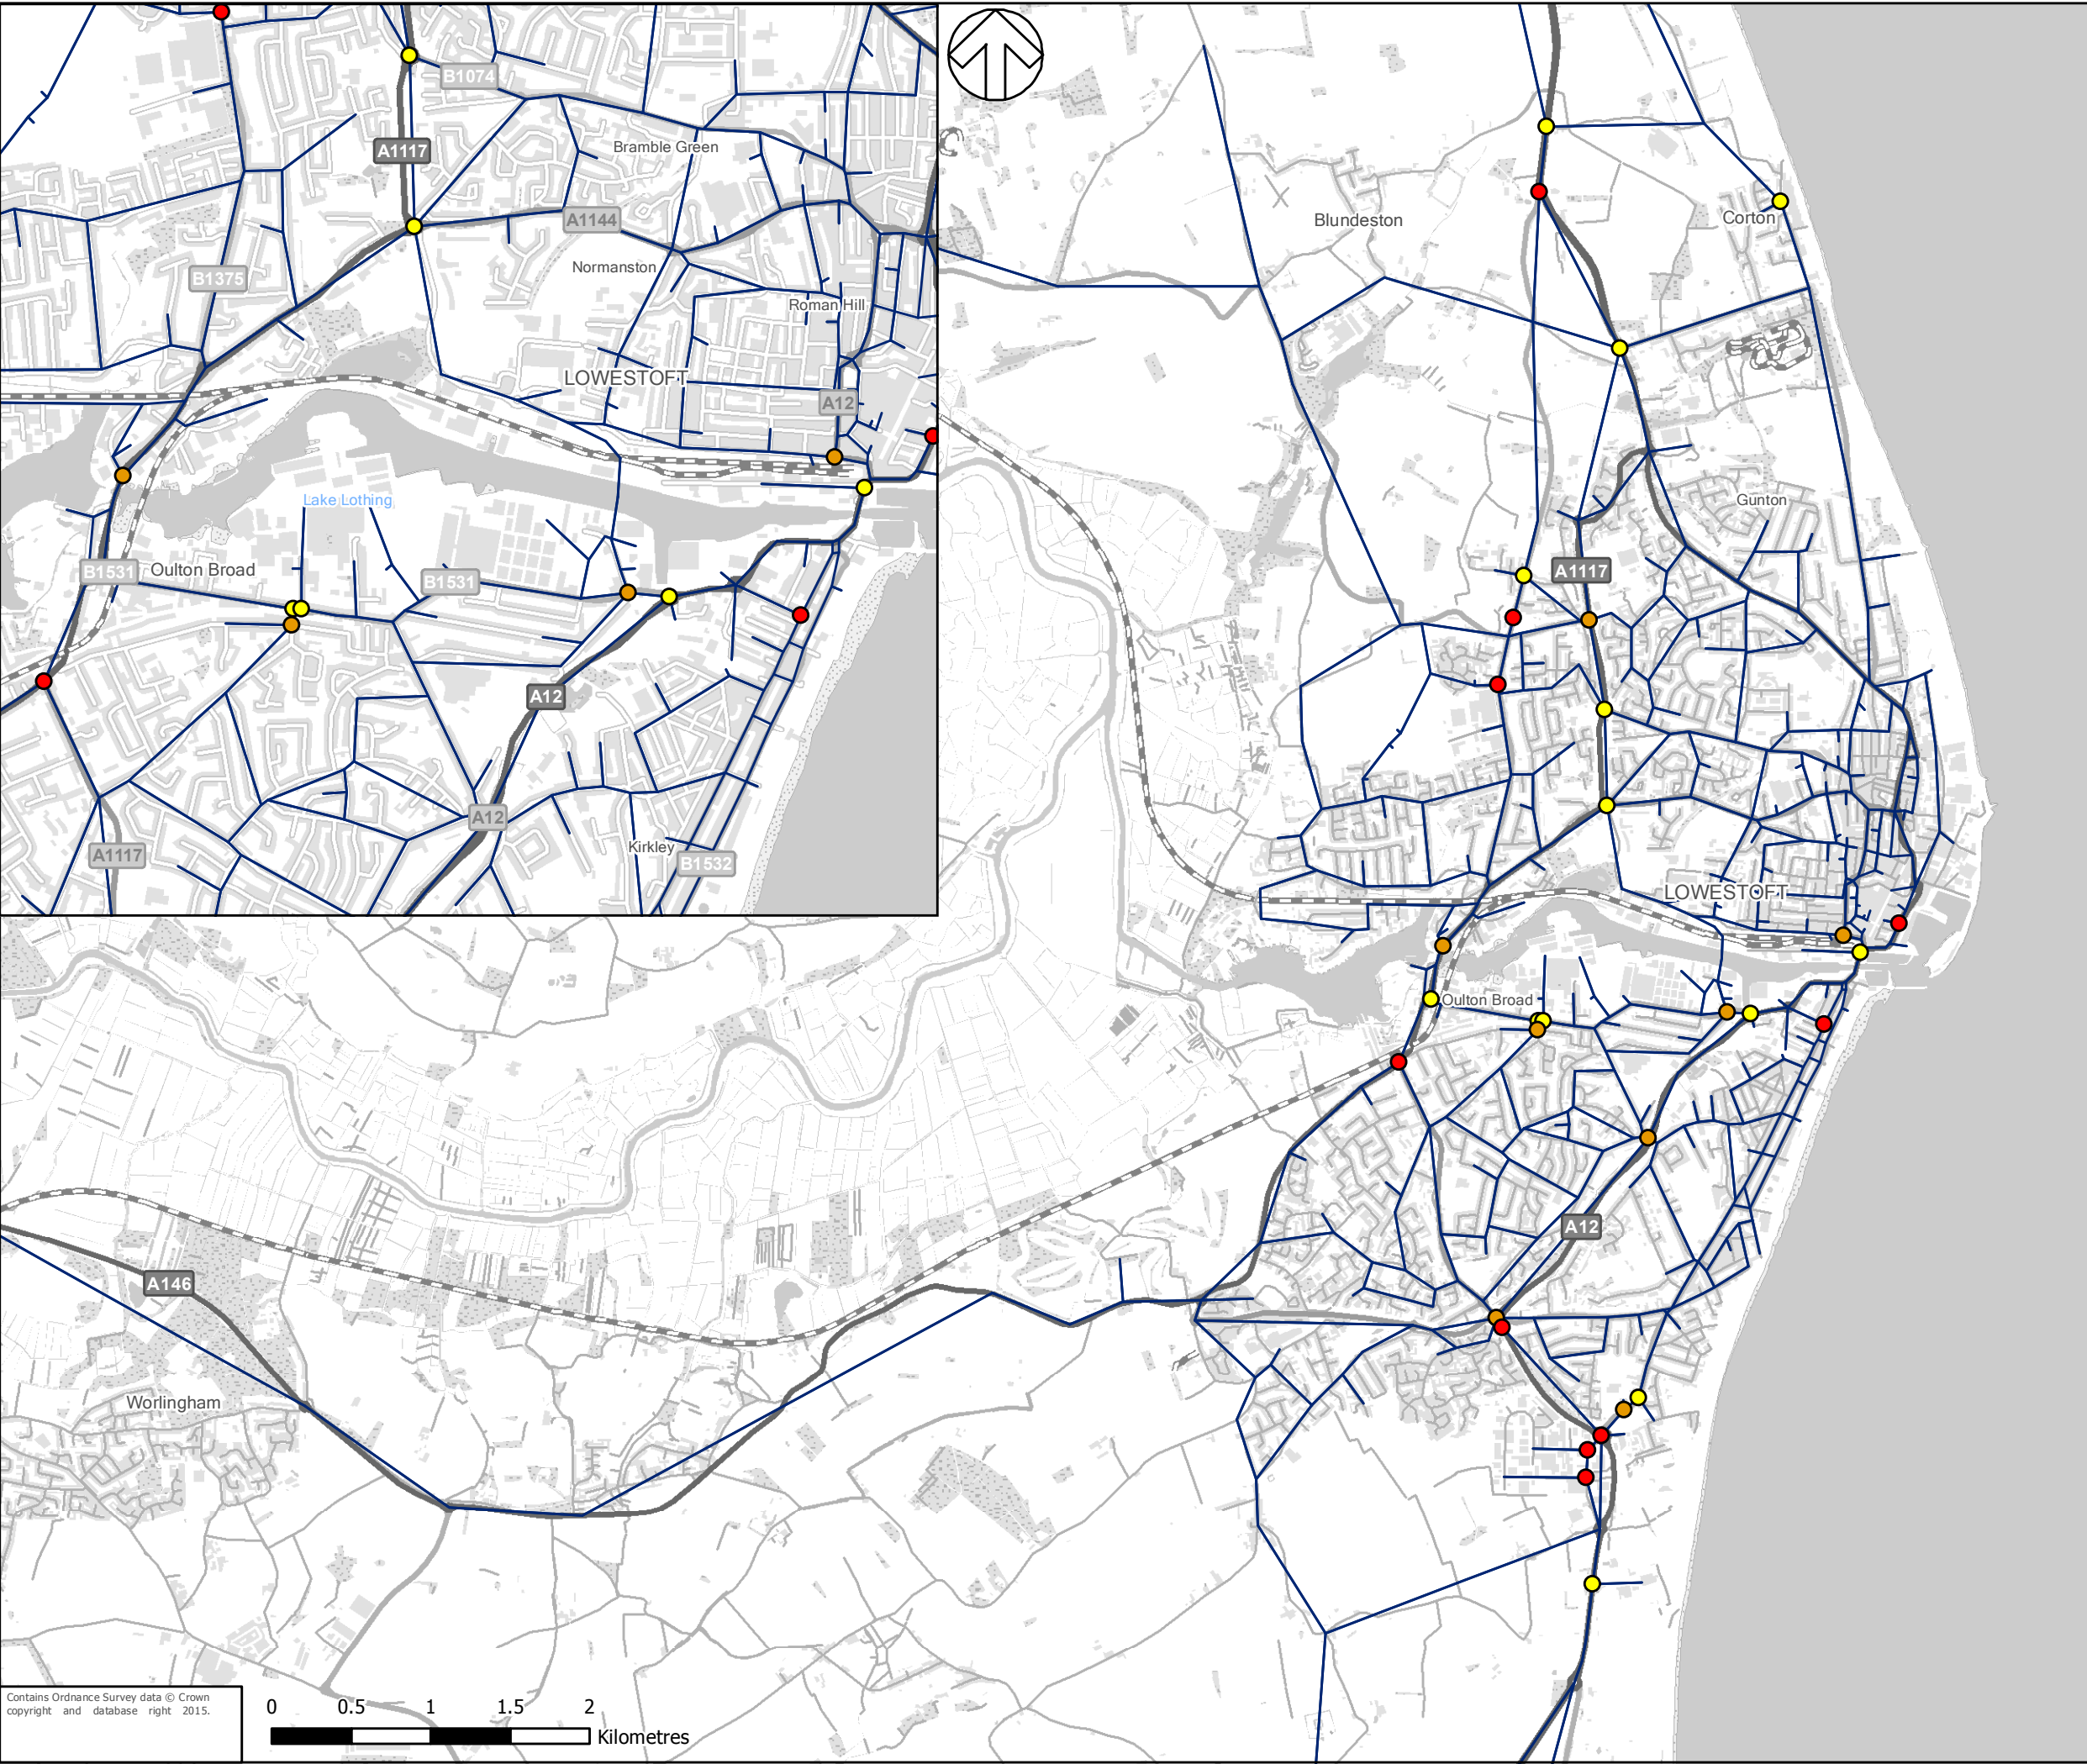 B1074
A1117
Bramble Green
A1144
Normanston
B1375
Roman Hill
LOWESTOFT
A12
Lake Lothing
B1531
Oulton Broad
B1531
A12
A12
Kirkley
A1117
B1532
Blundeston
Corton
Gunton
A1117
LOWESTOFT
Oulton Broad
A12
A146
Worlingham
Contains Ordnance Survey data © Crown
copyright and database right 2015.
0 0.5 1 1.5 2
Kilometres